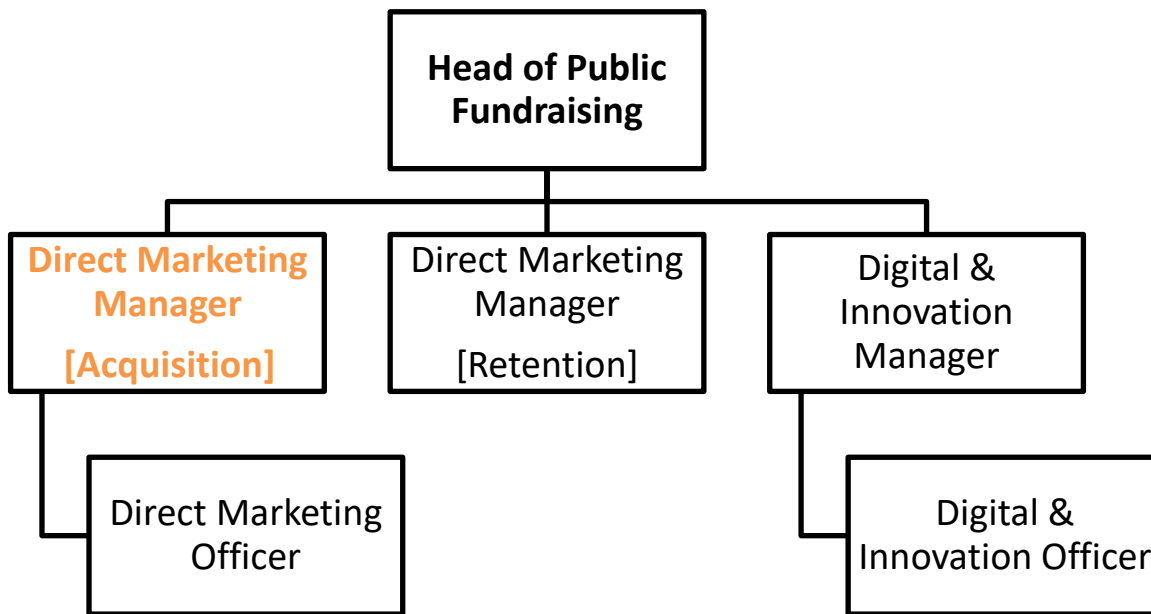 Head of Public
Fundraising
Direct Marketing
Manager
[Acquisition]
Direct Marketing
Manager
[Retention]
Digital &
Innovation
Manager
Direct Marketing
Officer
Digital &
Innovation Officer